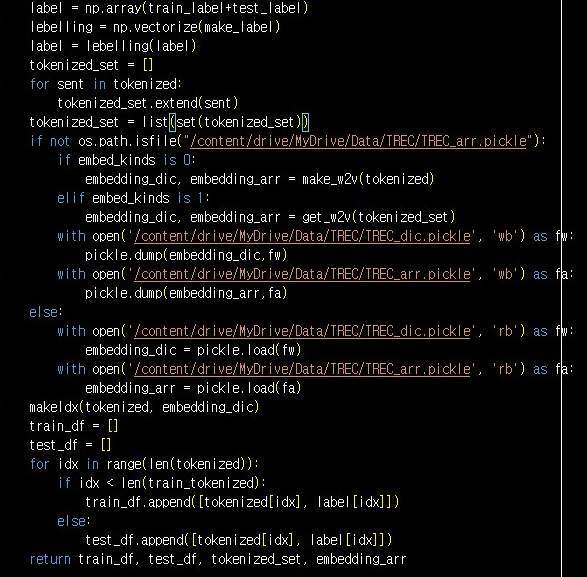 label = np.array(train_label+test_label)
lebelling = np.vectorize(make_label)
label = lebelling(label)
tokenized_set = []
for sent in tokenized:
    tokenized_set.extend(sent)
tokenized_set = list(set(tokenized_set))
if not os.path.isfile("/content/drive/MyDrive/Data/TREC/TREC_arr.pickle"):
    if embed_kinds is 0:
        embedding_dic, embedding_arr = make_w2v(tokenized)
    elif embed_kinds is 1:
        embedding_dic, embedding_arr = get_w2v(tokenized_set)
    with open('/content/drive/MyDrive/Data/TREC/TREC_dic.pickle', 'wb') as fw:
        pickle.dump(embedding_dic,fw)
    with open('/content/drive/MyDrive/Data/TREC/TREC_arr.pickle', 'wb') as fa:
        pickle.dump(embedding_arr,fa)
else:
    with open('/content/drive/MyDrive/Data/TREC/TREC_dic.pickle', 'rb') as fw:
        embedding_dic = pickle.load(fw)
    with open('/content/drive/MyDrive/Data/TREC/TREC_arr.pickle', 'rb') as fa:
        embedding_arr = pickle.load(fa)
makeIdx(tokenized, embedding_dic)
train_df = []
test_df = []
for idx in range(len(tokenized)):
    if idx < len(train_tokenized):
        train_df.append([tokenized[idx], label[idx]])
    else:
        test_df.append([tokenized[idx], label[idx]])
return train_df, test_df, tokenized_set, embedding_arr